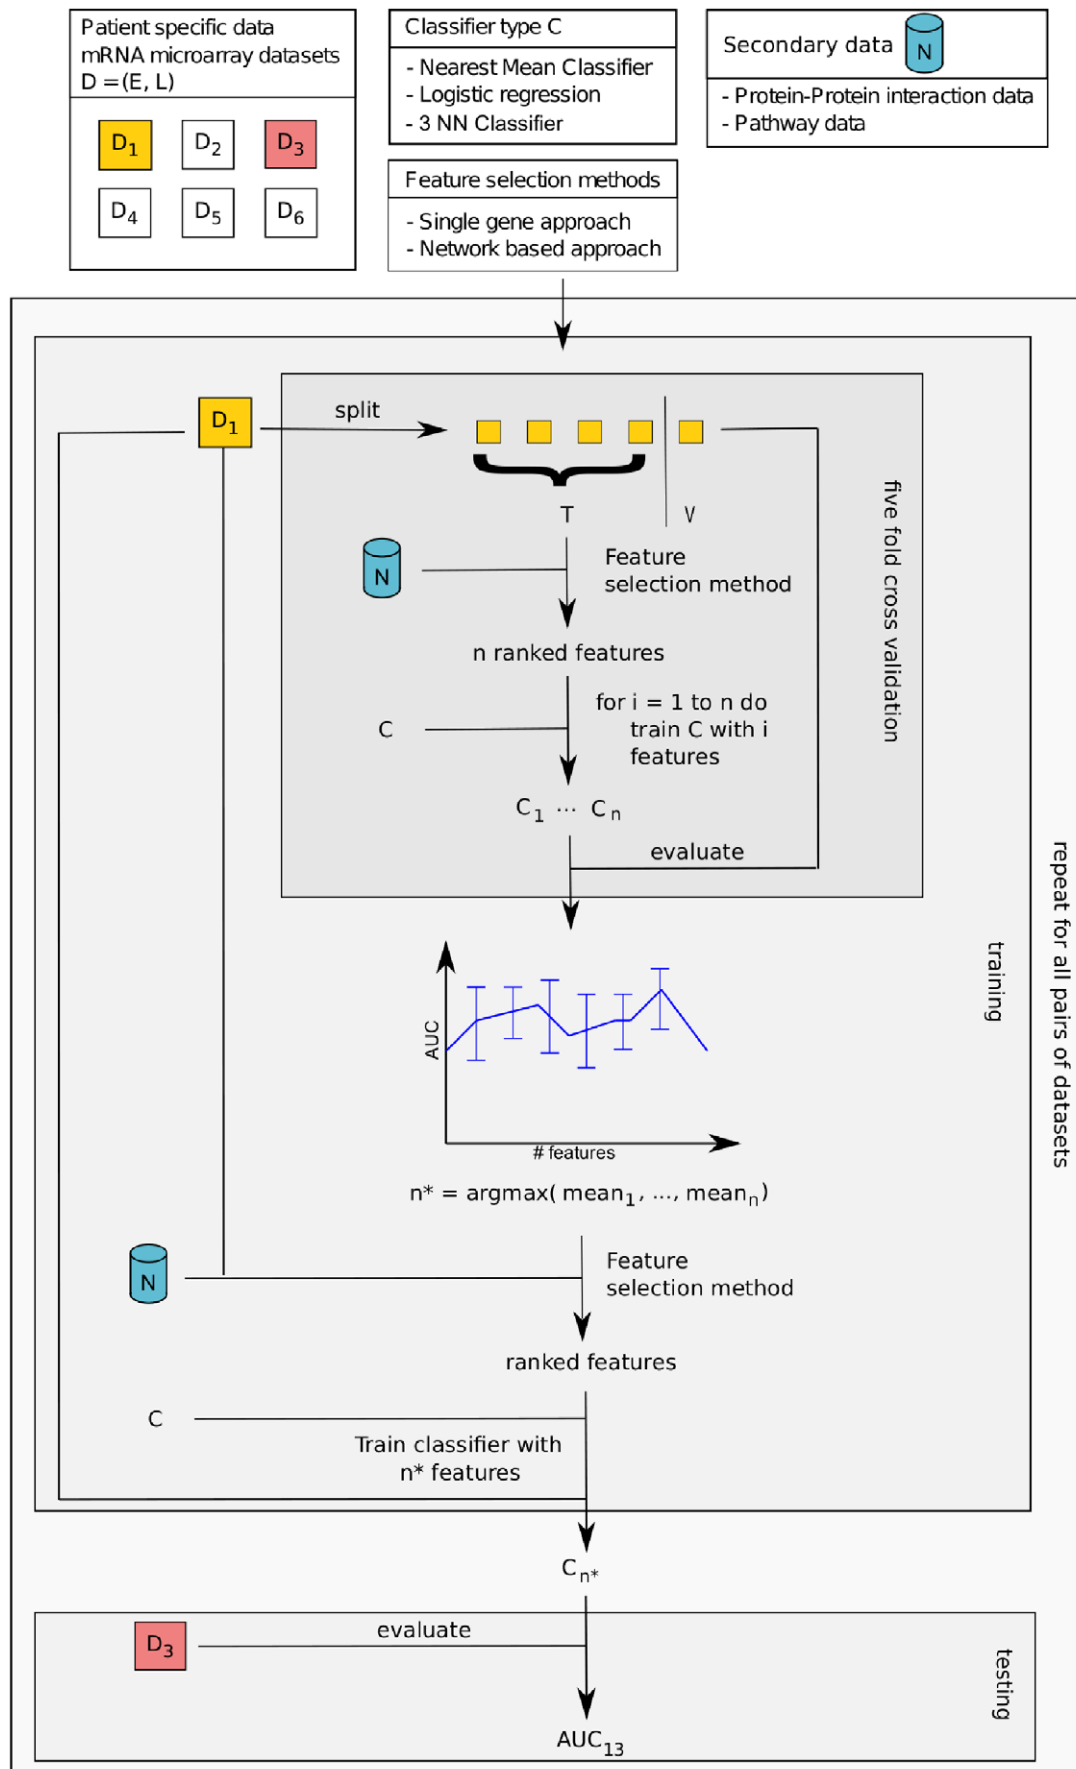 Patient specific data
mRNA microarray datasets
D = (E, L)
D1
D2
D3
D4
D5
D6
Classifier type C
- Nearest Mean Classifier
- Logistic regression
- 3 NN Classifier
Secondary data
N
- Protein-Protein interaction data
- Pathway data
Feature selection methods
- Single gene approach
- Network based approach
D1
split
T
V
five fold cross validation
N
Feature
selection method
n ranked features
for i = 1 to n do
train C with i
features
C
C1 ... Cn
evaluate
AUC
# features
training
repeat for all pairs of datasets
n* = argmax( mean1, ..., meann)
N
Feature
selection method
ranked features
C
Train classifier with
n* features
Cn*
D3
evaluate
testing
AUC13